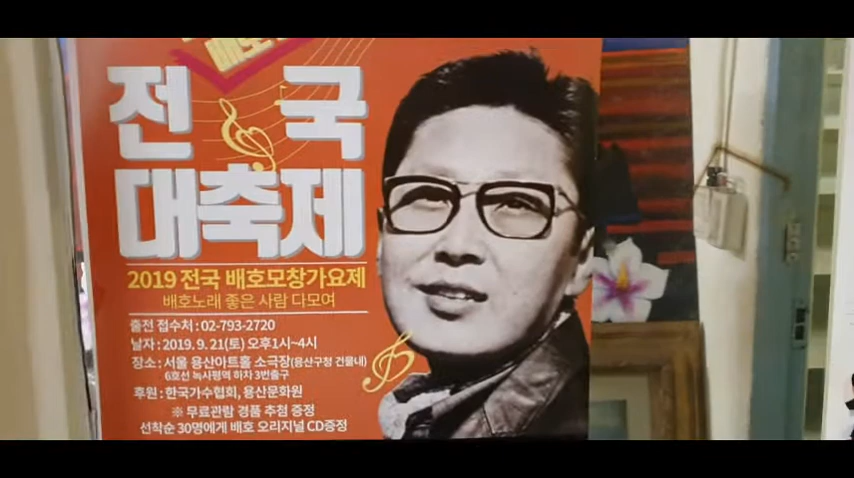 전국
대축제
2019 전국 배호모창가요제
배호노래 좋은 사람 다모여
출전 접수처 : 02-793-2720
날자 : 2019. 9. 21(토) 오후1시~4시
장소 : 서울 용산아트홀 소극장(용산구청 건물내)
6호선 녹사평역 하차 3번출구
후원 : 한국가수협회, 용산문화원
※ 무료관람 경품 추첨 증정
선착순 30명에게 배호 오리지널 CD증정